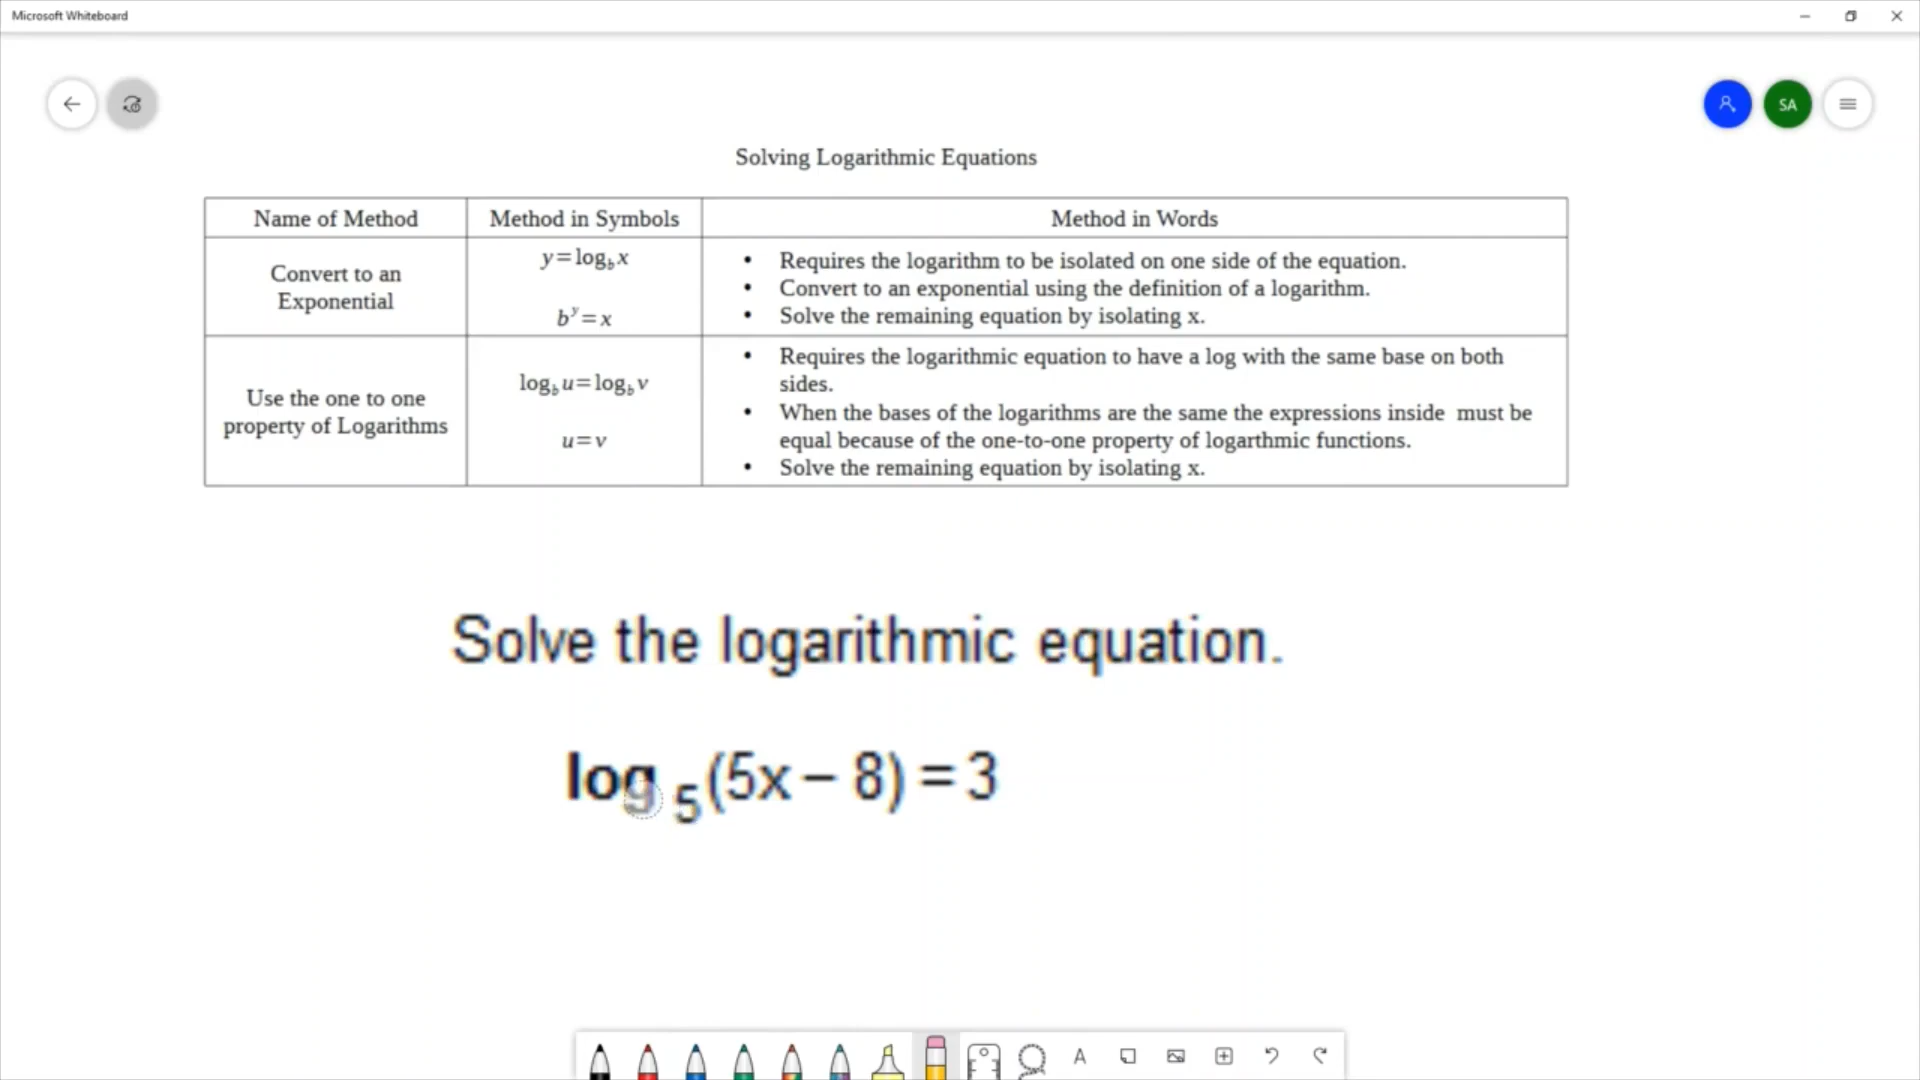 Microsoft Whiteboard
SA
Solving Logarithmic Equations
Name of Method
Method in Symbols
Method in Words
Convert to an
Exponential
y=log_b x
b^y=x
• Requires the logarithm to be isolated on one side of the equation.
• Convert to an exponential using the definition of a logarithm.
• Solve the remaining equation by isolating x.
Use the one to one
property of Logarithms
log_b u=log_b v
u=v
• Requires the logarithmic equation to have a log with the same base on both
sides.
• When the bases of the logarithms are the same the expressions inside must be
equal because of the one-to-one property of logarthmic functions.
• Solve the remaining equation by isolating x.
Solve the logarithmic equation.
log_5(5x – 8) = 3
A